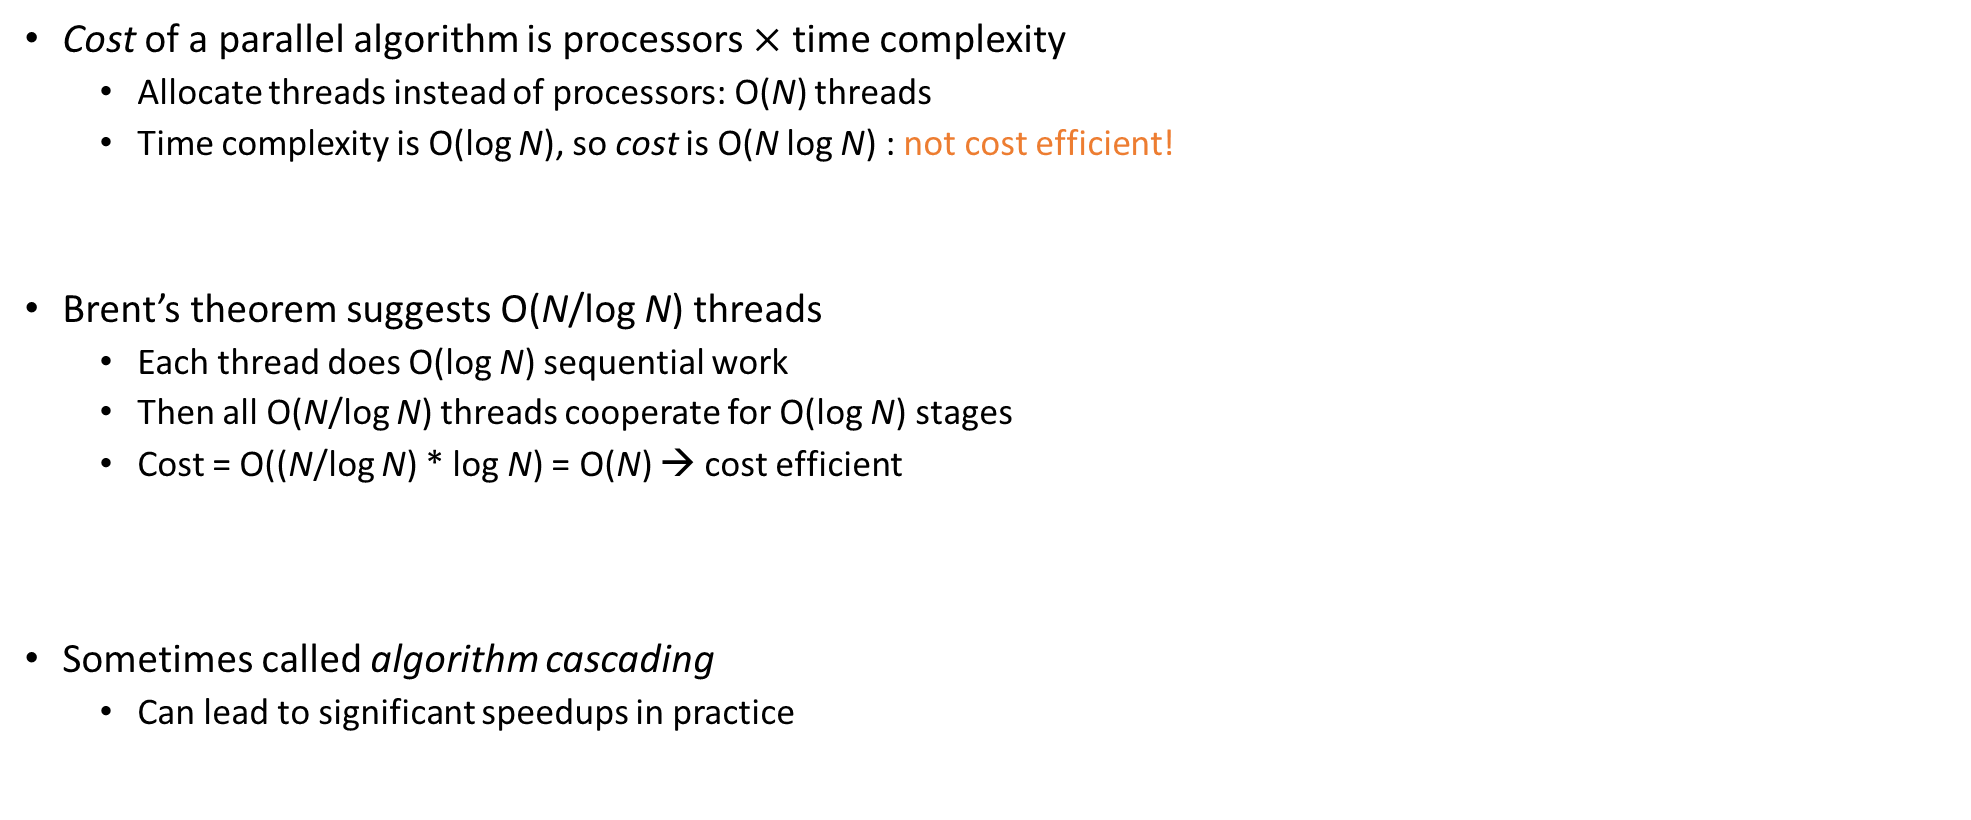 • Cost of a parallel algorithm is processors × time complexity
• Allocate threads instead of processors: O(N) threads
• Time complexity is O(log N), so cost is O(N log N) : not cost efficient!
• Brent’s theorem suggests O(N/log N) threads
• Each thread does O(log N) sequential work
• Then all O(N/log N) threads cooperate for O(log N) stages
• Cost = O((N/log N) * log N) = O(N) → cost efficient
• Sometimes called algorithm cascading
• Can lead to significant speedups in practice